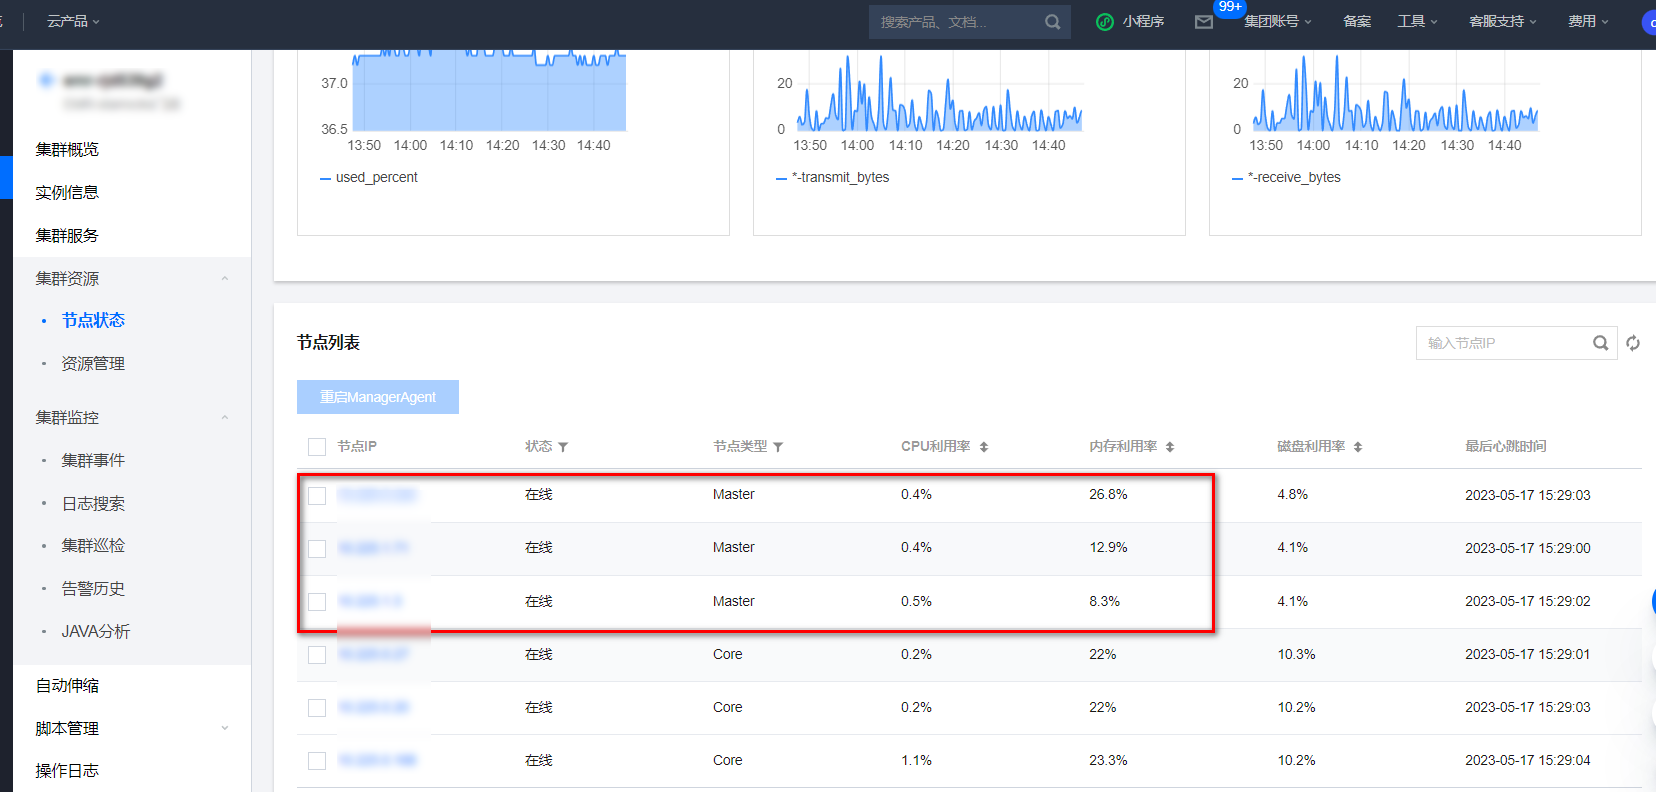 云产品
搜索产品、文档...
小程序
99+
集团账号
备案
工具
客服支持
费用
集群概览
实例信息
集群服务
集群资源
节点状态
资源管理
集群监控
集群事件
日志搜索
集群巡检
告警历史
JAVA分析
自动伸缩
脚本管理
操作日志
37.0
36.5
13:50 14:00 14:10 14:20 14:30 14:40
used_percent
20
0
13:50 14:00 14:10 14:20 14:30 14:40
*-transmit_bytes
20
0
13:50 14:00 14:10 14:20 14:30 14:40
*-receive_bytes
节点列表
输入节点IP
重启ManagerAgent
节点IP 状态 节点类型 CPU利用率 内存利用率 磁盘利用率 最后心跳时间
在线 Master 0.4% 26.8% 4.8% 2023-05-17 15:29:03
在线 Master 0.4% 12.9% 4.1% 2023-05-17 15:29:00
在线 Master 0.5% 8.3% 4.1% 2023-05-17 15:29:02
在线 Core 0.2% 22% 10.3% 2023-05-17 15:29:01
在线 Core 0.2% 22% 10.2% 2023-05-17 15:29:03
在线 Core 1.1% 23.3% 10.2% 2023-05-17 15:29:04